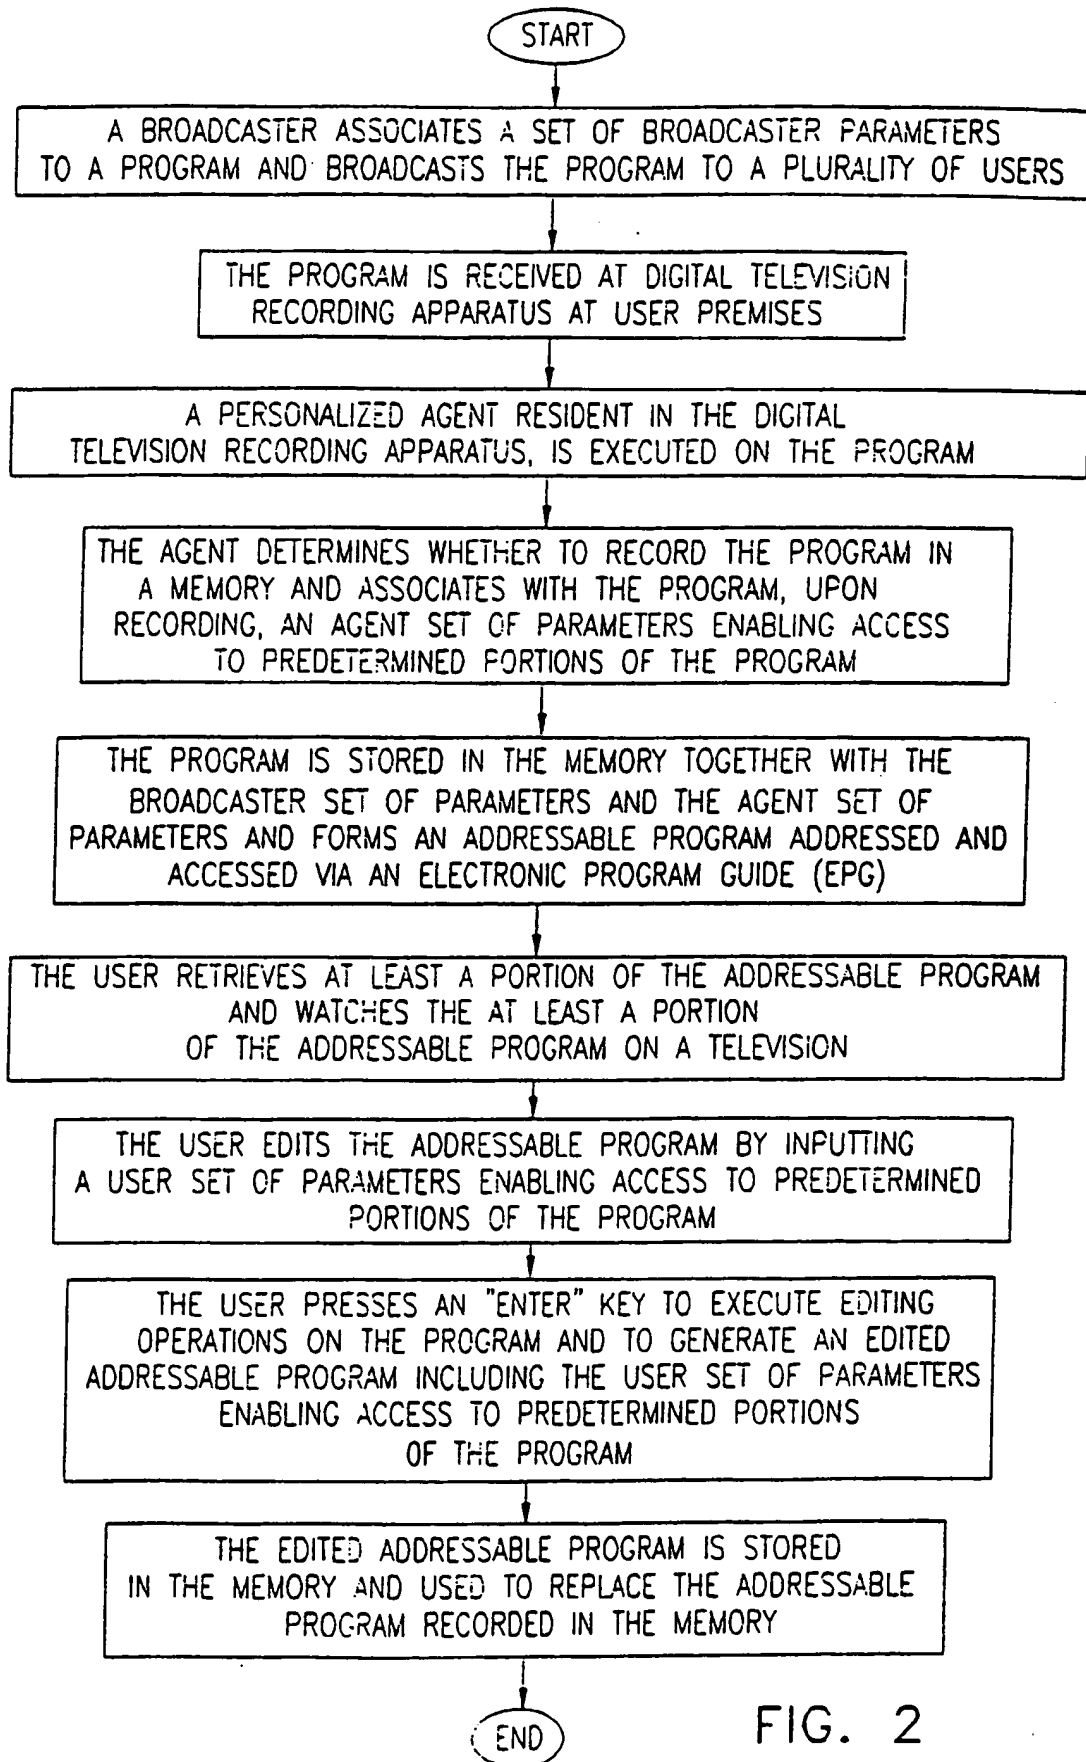 START
A BROADCASTER ASSOCIATES A SET OF BROADCASTER PARAMETERS
TO A PROGRAM AND BROADCASTS THE PROGRAM TO A PLURALITY OF USERS
THE PROGRAM IS RECEIVED AT DIGITAL TELEVISION
RECORDING APPARATUS AT USER PREMISES
A PERSONALIZED AGENT RESIDENT IN THE DIGITAL
TELEVISION RECORDING APPARATUS, IS EXECUTED ON THE PROGRAM
THE AGENT DETERMINES WHETHER TO RECORD THE PROGRAM IN
A MEMORY AND ASSOCIATES WITH THE PROGRAM, UPON
RECORDING, AN AGENT SET OF PARAMETERS ENABLING ACCESS
TO PREDETERMINED PORTIONS OF THE PROGRAM
THE PROGRAM IS STORED IN THE MEMORY TOGETHER WITH THE
BROADCASTER SET OF PARAMETERS AND THE AGENT SET OF
PARAMETERS AND FORMS AN ADDRESSABLE PROGRAM ADDRESSED AND
ACCESSED VIA AN ELECTRONIC PROGRAM GUIDE (EPG)
THE USER RETRIEVES AT LEAST A PORTION OF THE ADDRESSABLE PROGRAM
AND WATCHES THE AT LEAST A PORTION
OF THE ADDRESSABLE PROGRAM ON A TELEVISION
THE USER EDITS THE ADDRESSABLE PROGRAM BY INPUTTING
A USER SET OF PARAMETERS ENABLING ACCESS TO PREDETERMINED
PORTIONS OF THE PROGRAM
THE USER PRESSES AN "ENTER" KEY TO EXECUTE EDITING
OPERATIONS ON THE PROGRAM AND TO GENERATE AN EDITED
ADDRESSABLE PROGRAM INCLUDING THE USER SET OF PARAMETERS
ENABLING ACCESS TO PREDETERMINED PORTIONS
OF THE PROGRAM
THE EDITED ADDRESSABLE PROGRAM IS STORED
IN THE MEMORY AND USED TO REPLACE THE ADDRESSABLE
PROGRAM RECORDED IN THE MEMORY
END
FIG. 2